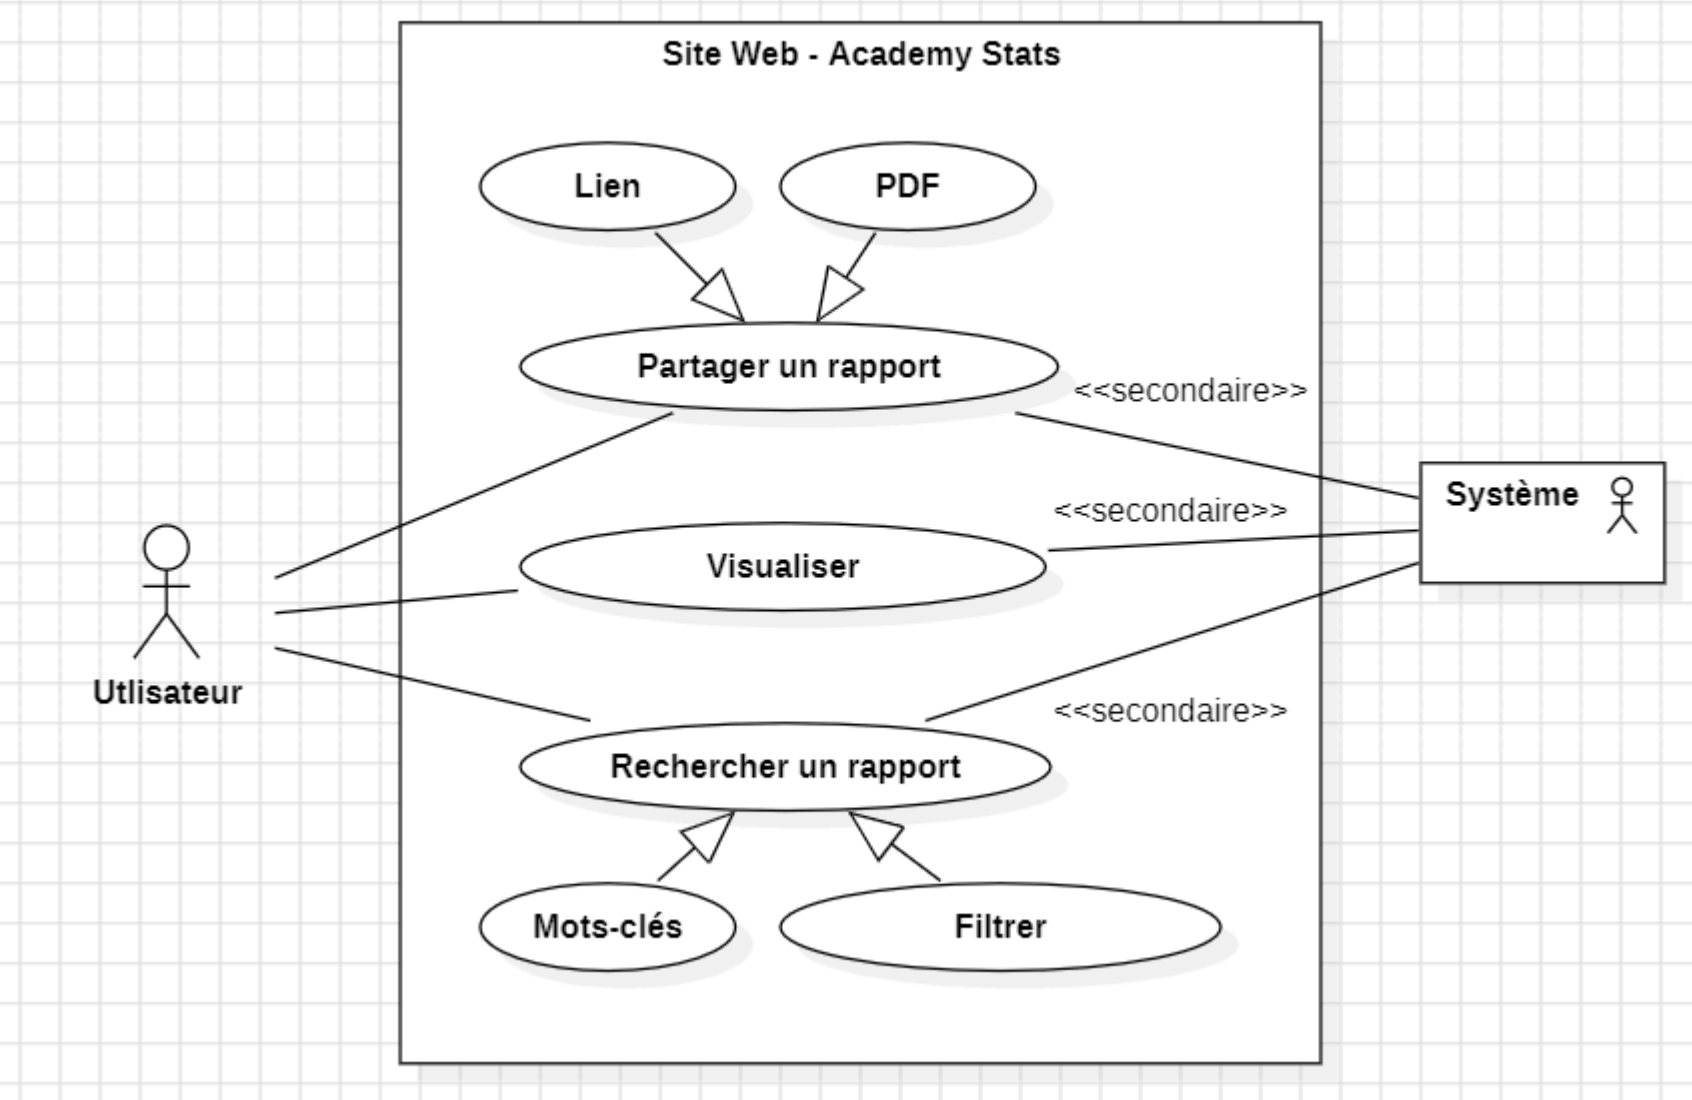 Site Web - Academy Stats
Lien
PDF
Partager un rapport
<<secondaire>>
Système
<<secondaire>>
Visualiser
Utlisateur
<<secondaire>>
Rechercher un rapport
Mots-clés
Filtrer